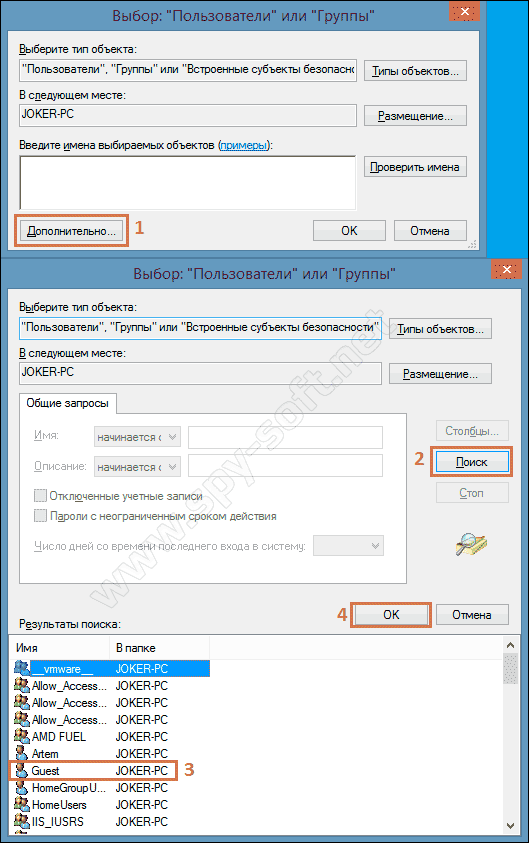 Выбор: "Пользователи" или "Группы"
Выберите тип объекта:
"Пользователи", "Группы" или "Встроенные субъекты безопасно
Типы объектов...
В следующем месте:
JOKER-PC
Размещение...
Введите имена выбираемых объектов (примеры):
Проверить имена
Дополнительно... 1
OK
Отмена
Выбор: "Пользователи" или "Группы"
Выберите тип объекта:
"Пользователи", "Группы" или "Встроенные субъекты безопасности"
Типы объектов...
В следующем месте:
JOKER-PC
Размещение...
Общие запросы
Имя: начинается с
Столбцы...
Описание: начинается с
2 Поиск
Отключенные учетные записи
Стоп
Пароли с неограниченным сроком действия
Число дней со времени последнего входа в систему:
www.spy-soft.net
4 OK
Отмена
Результаты поиска:
Имя В папке
__vmware__ JOKER-PC
Allow_Access... JOKER-PC
Allow_Access... JOKER-PC
Allow_Access... JOKER-PC
AMD FUEL JOKER-PC
Artem JOKER-PC
Guest JOKER-PC 3
HomeGroupU... JOKER-PC
HomeUsers JOKER-PC
IIS_IUSRS JOKER-PC